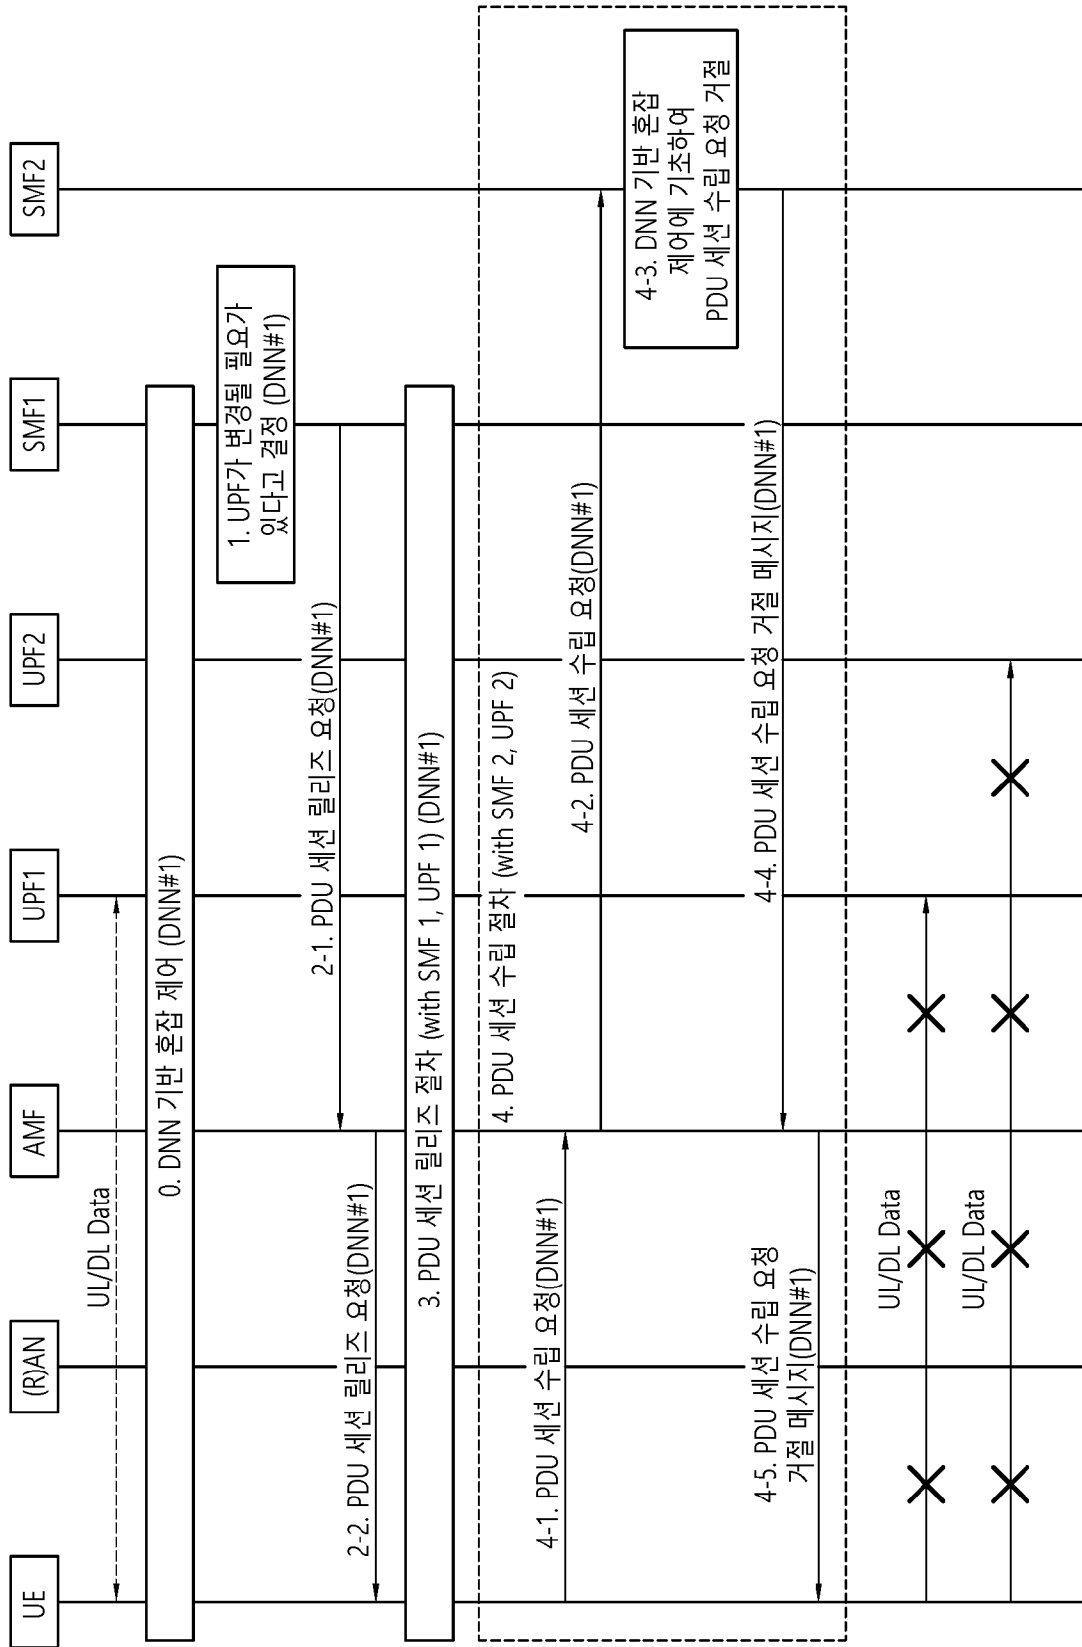 UE
(R)AN
AMF
UPF1
UPF2
SMF1
SMF2
UL/DL Data
0. DNN 기반 혼잡 제어 (DNN#1)
1. UPF가 변경될 필요가
있다고 결정 (DNN#1)
2-1. PDU 세션 릴리즈 요청(DNN#1)
2-2. PDU 세션 릴리즈 요청(DNN#1)
3. PDU 세션 릴리즈 절차 (with SMF 1, UPF 1) (DNN#1)
4. PDU 세션 수립 절차 (with SMF 2, UPF 2)
4-1. PDU 세션 수립 요청(DNN#1)
4-2. PDU 세션 수립 요청(DNN#1)
4-3. DNN 기반 혼잡
제어에 기초하여
PDU 세션 수립 요청 거절
4-4. PDU 세션 수립 요청 거절 메시지(DNN#1)
4-5. PDU 세션 수립 요청
거절 메시지(DNN#1)
UL/DL Data
UL/DL Data